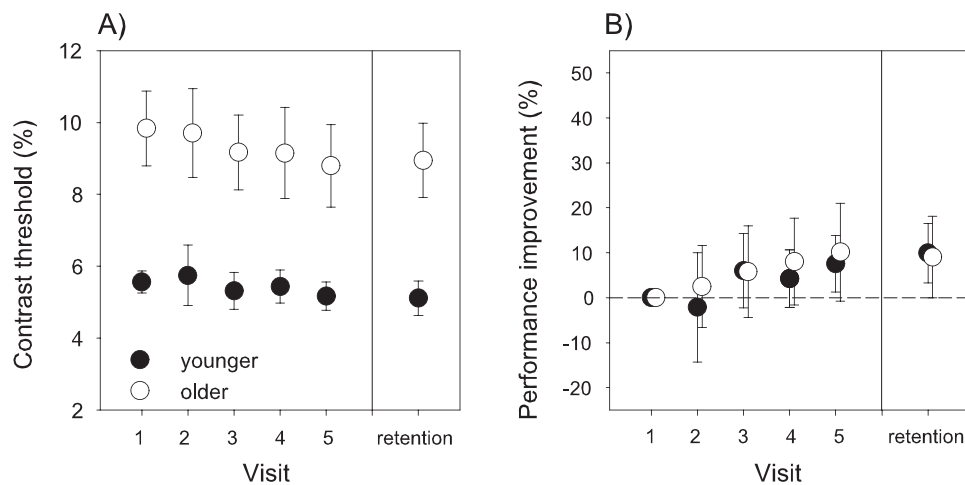 A)
Contrast threshold (%)
12
10
8
6
4
2
younger
older
1 2 3 4 5 retention
Visit
B)
Performance improvement (%)
50
40
30
20
10
0
-10
-20
1 2 3 4 5 retention
Visit